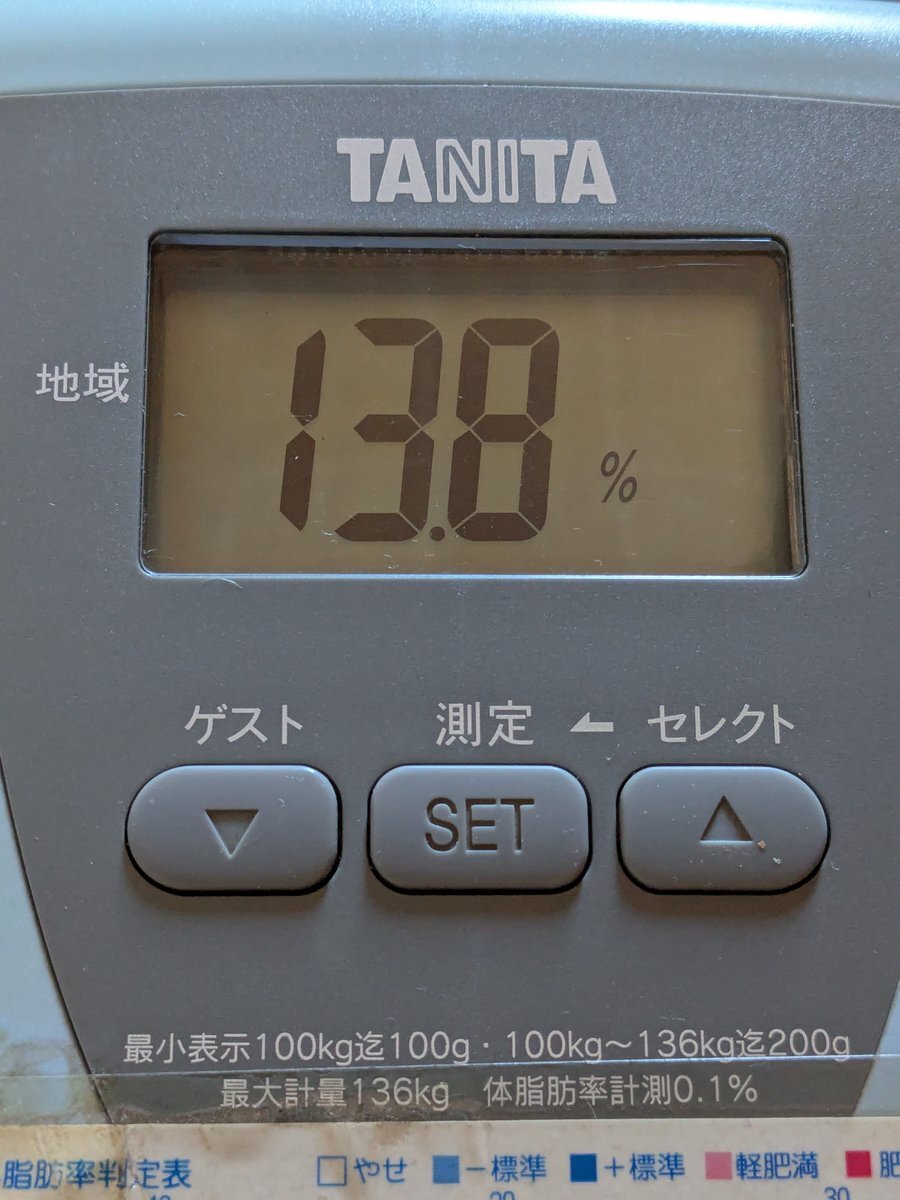 TANITA
地域
13.8 %
ゲスト 測定 セレクト
SET
最小表示100kg迄100g・100kg～136kg迄200g
最大計量136kg 体脂肪率計測0.1%
脂肪率判定表 やせ －標準 ＋標準 軽肥満 肥
20 30